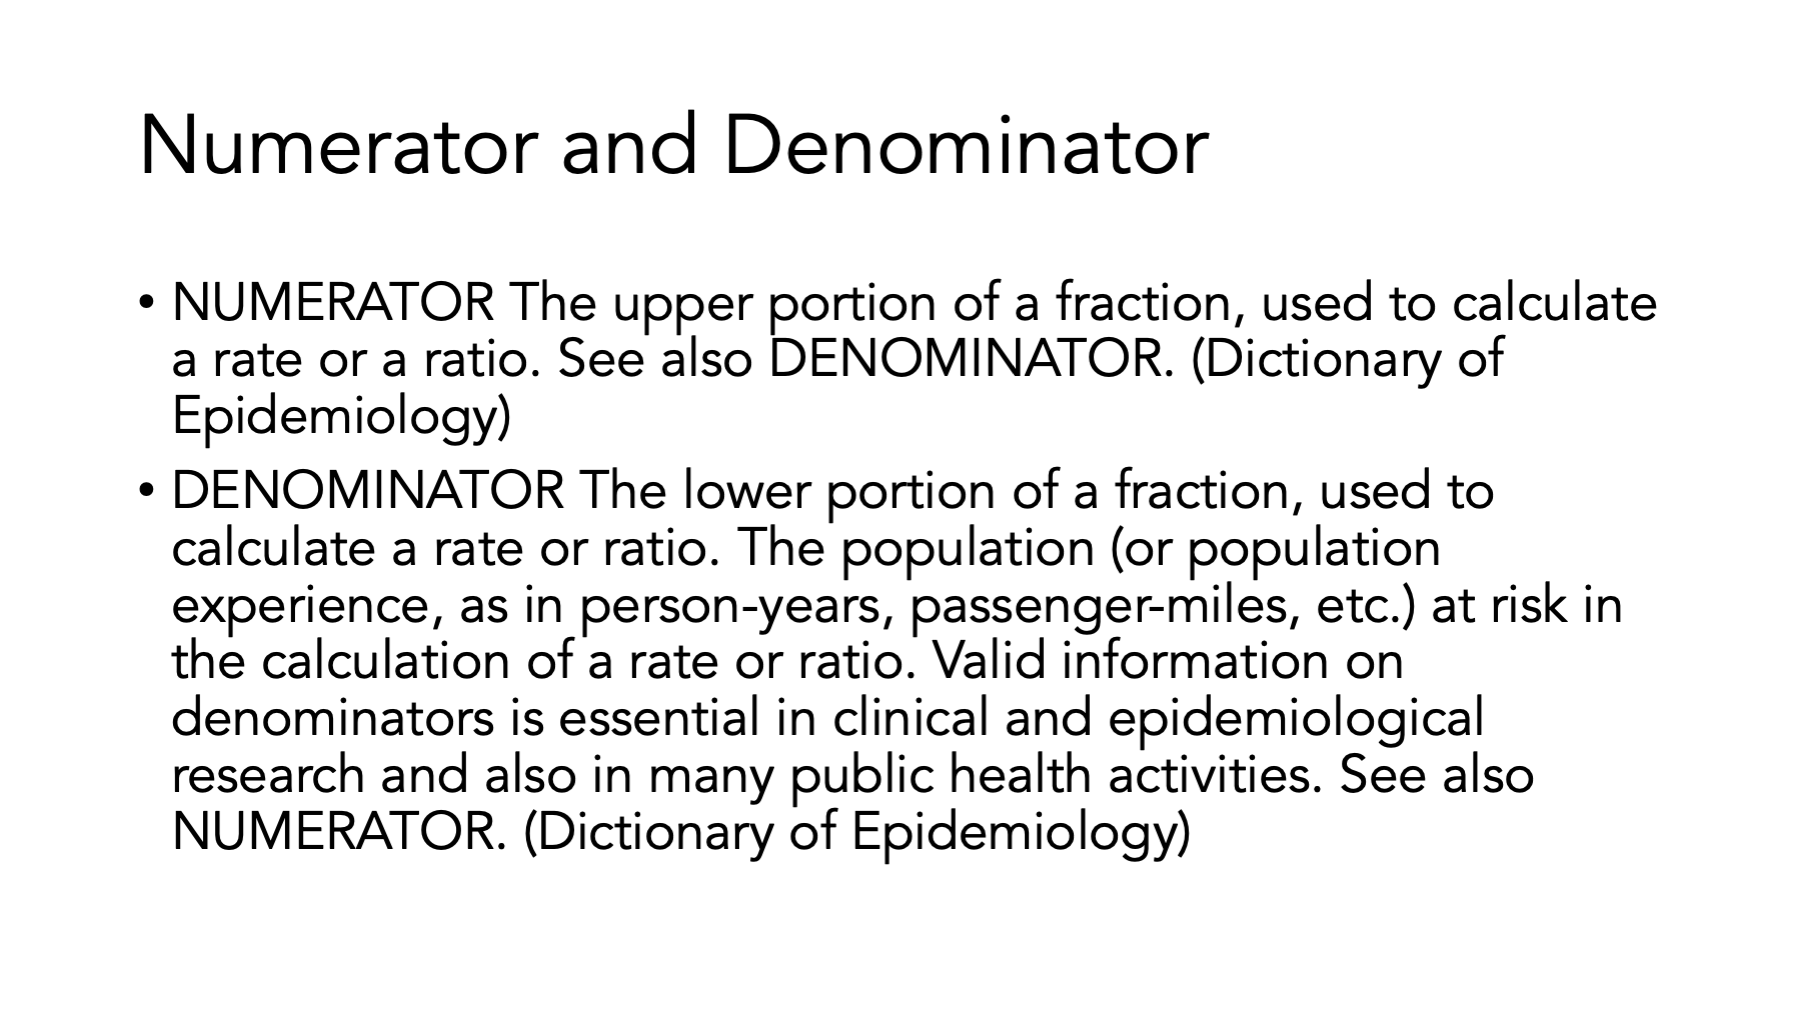 Numerator and Denominator
• NUMERATOR The upper portion of a fraction, used to calculate
a rate or a ratio. See also DENOMINATOR. (Dictionary of
Epidemiology)
• DENOMINATOR The lower portion of a fraction, used to
calculate a rate or ratio. The population (or population
experience, as in person-years, passenger-miles, etc.) at risk in
the calculation of a rate or ratio. Valid information on
denominators is essential in clinical and epidemiological
research and also in many public health activities. See also
NUMERATOR. (Dictionary of Epidemiology)